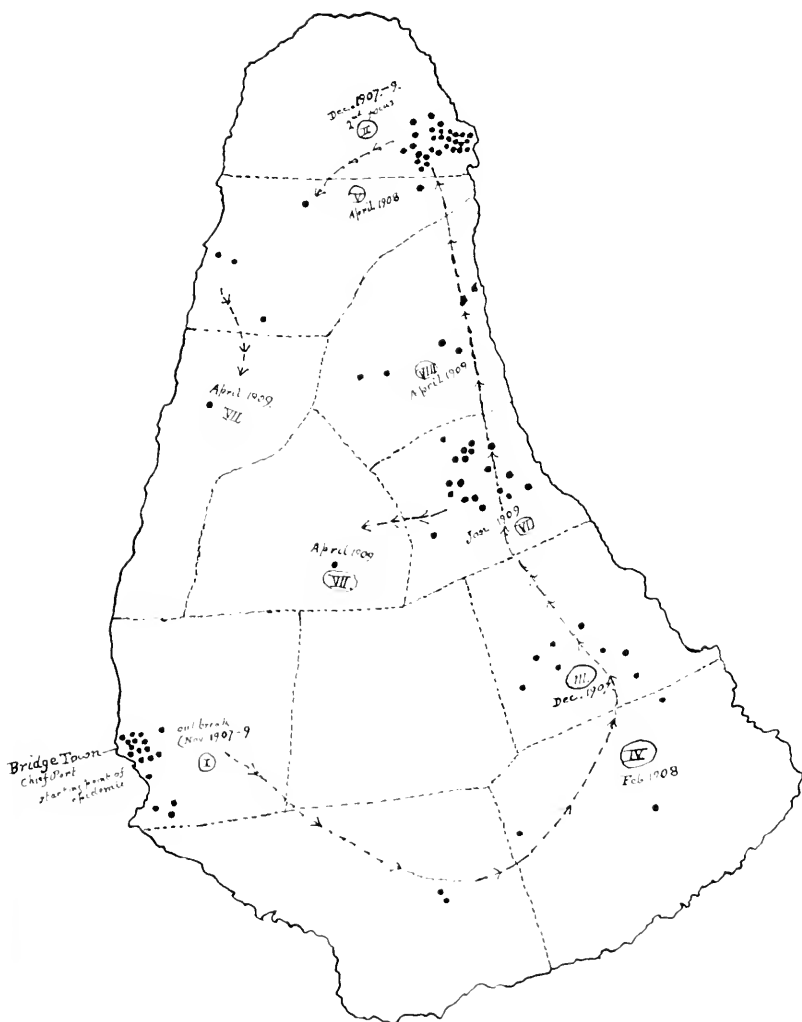 Dec. 1907.-9.
2nd focus
II
V
April 1908
April 1909.
VII
VIII
April 1909
Jan. 1909
VI
April 1909
VII
III
Dec. 1907
outbreak
(Nov. 1907-9
I
Bridge Town
Chief Port
starting point of
epidemic
IV
Feb 1908